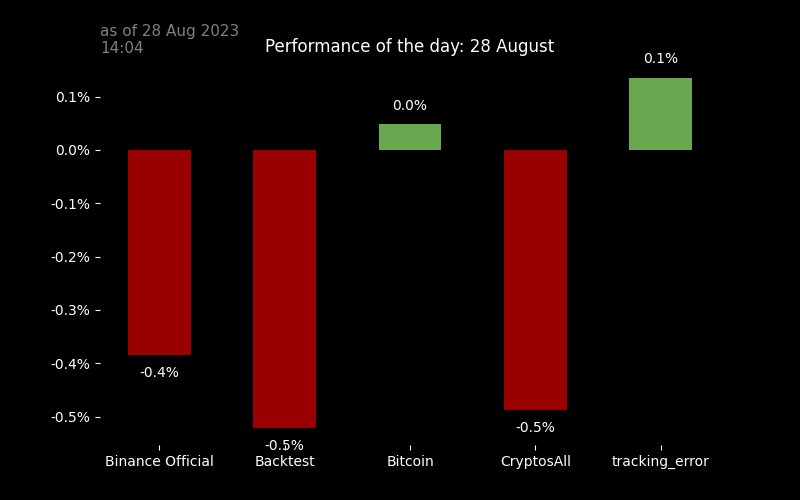 as of 28 Aug 2023
14:04
Performance of the day: 28 August
0.1%
0.1%
0.0%
0.0%
-0.1%
-0.2%
-0.3%
-0.4%
-0.4%
-0.5%
-0.5%
-0.5%
Binance Official
Backtest
Bitcoin
CryptosAll
tracking_error